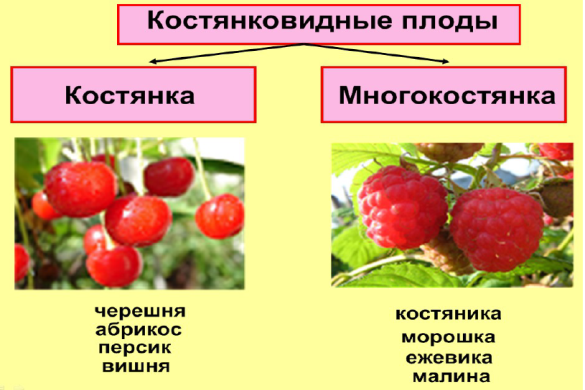 Костянковидные плоды
Костянка
Многокостянка
черешня
абрикос
персик
вишня
костяника
морошка
ежевика
малина